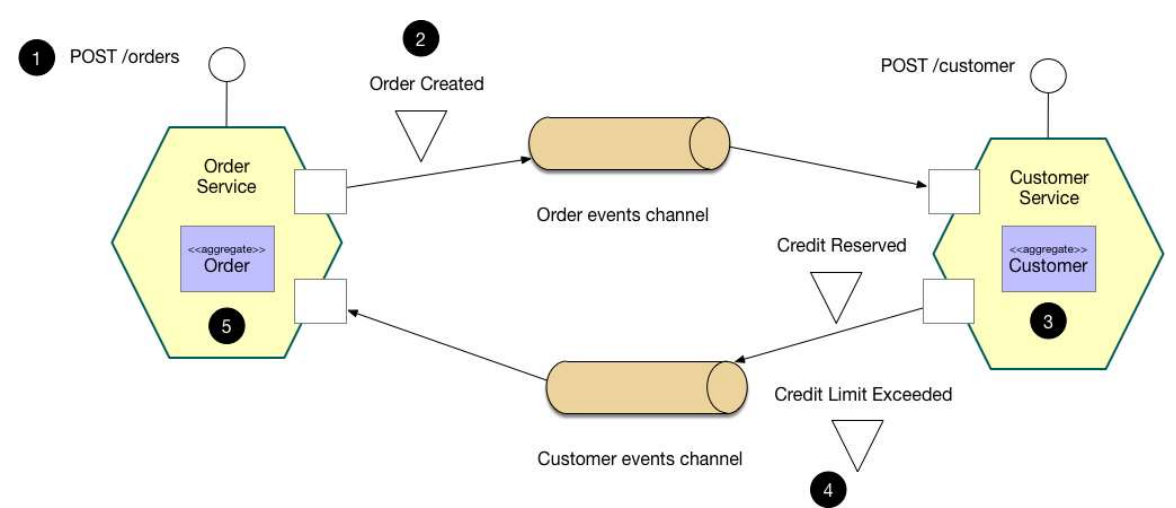 1
POST /orders
2
Order Created
POST /customer
Order
Service
<<aggregate>>
Order
5
Order events channel
Customer
Service
<<aggregate>>
Customer
3
Credit Reserved
Credit Limit Exceeded
4
Customer events channel